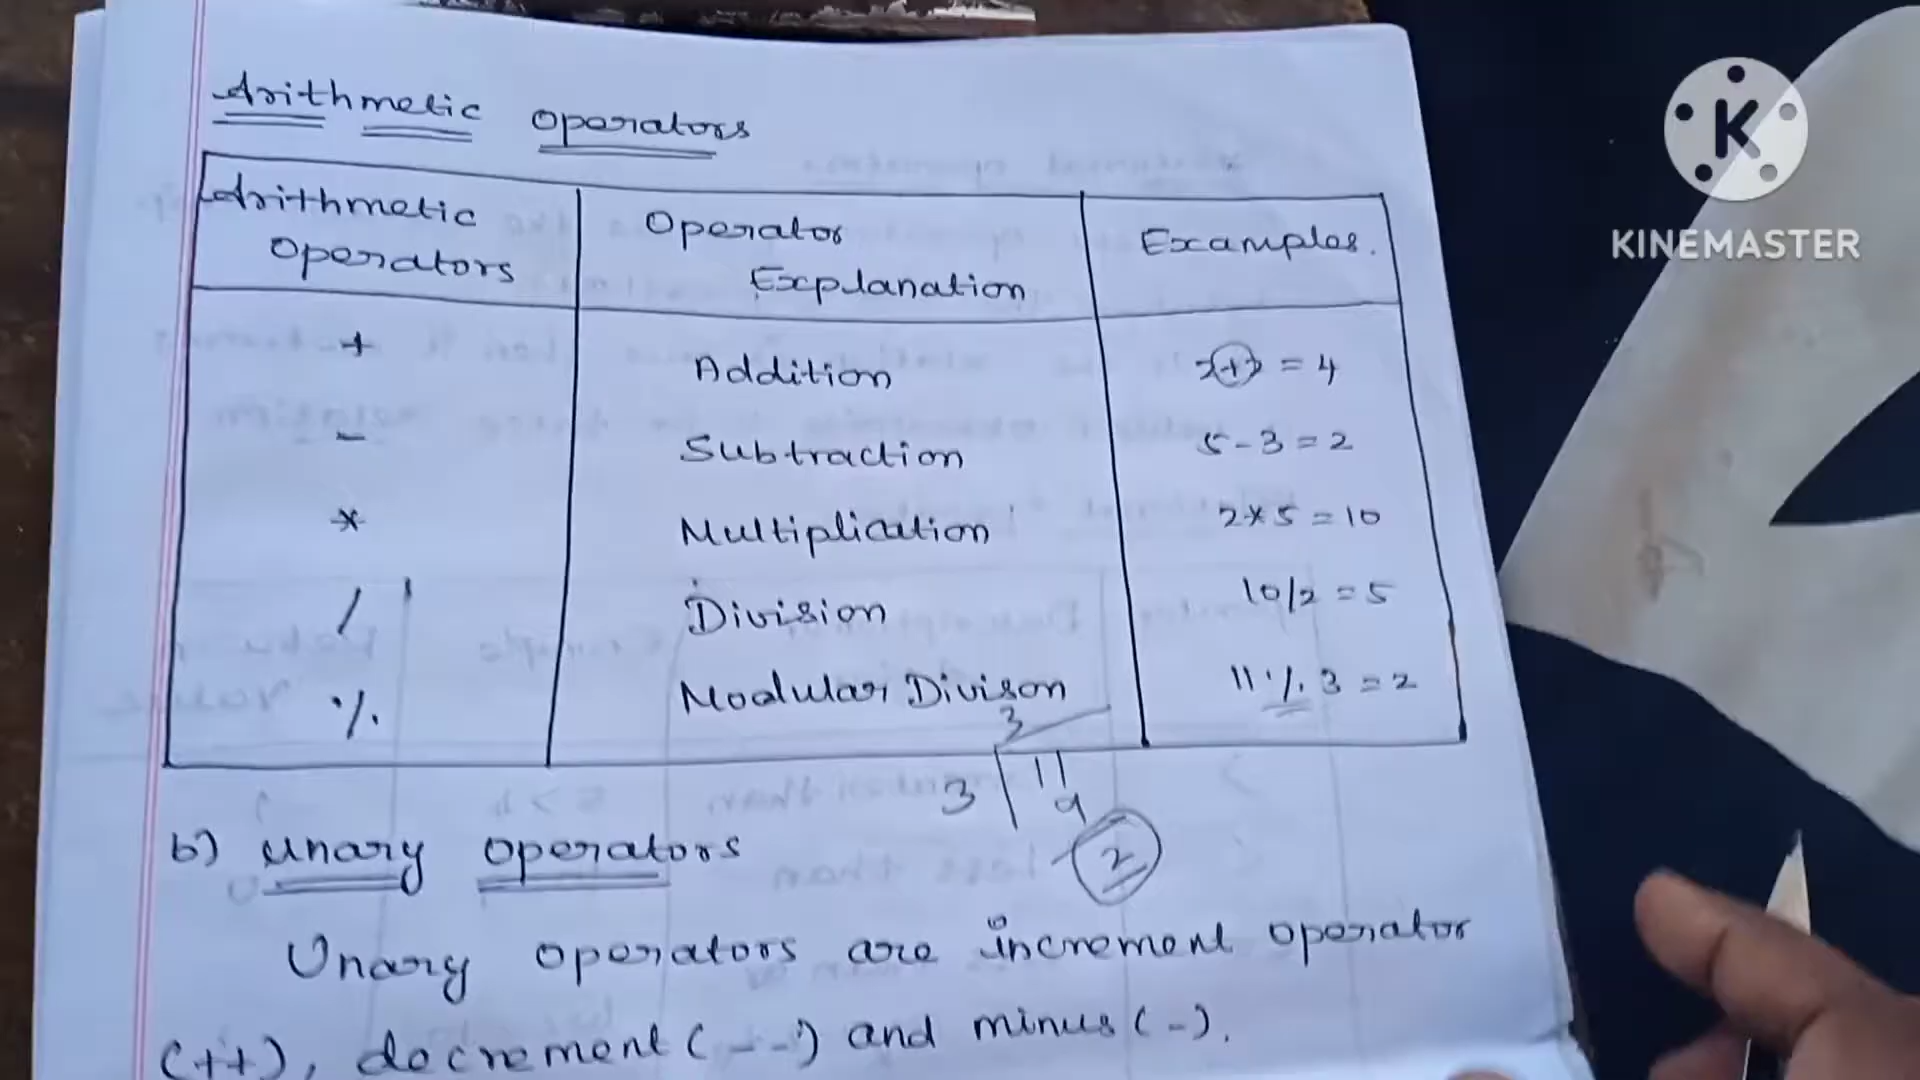 Arithmetic operators
Arithmetic Operators
Operator Explanation
Examples.
+ Addition 2+2 = 4
- Subtraction 5-3=2
* Multiplication 2*5=10
/ Division 10/2=5
% Modular Divison 11%3=2
3
3 11
9
2
b) unary operators
Unary operators are increment operator
(++), decrement (--) and minus (-).
K
KINEMASTER